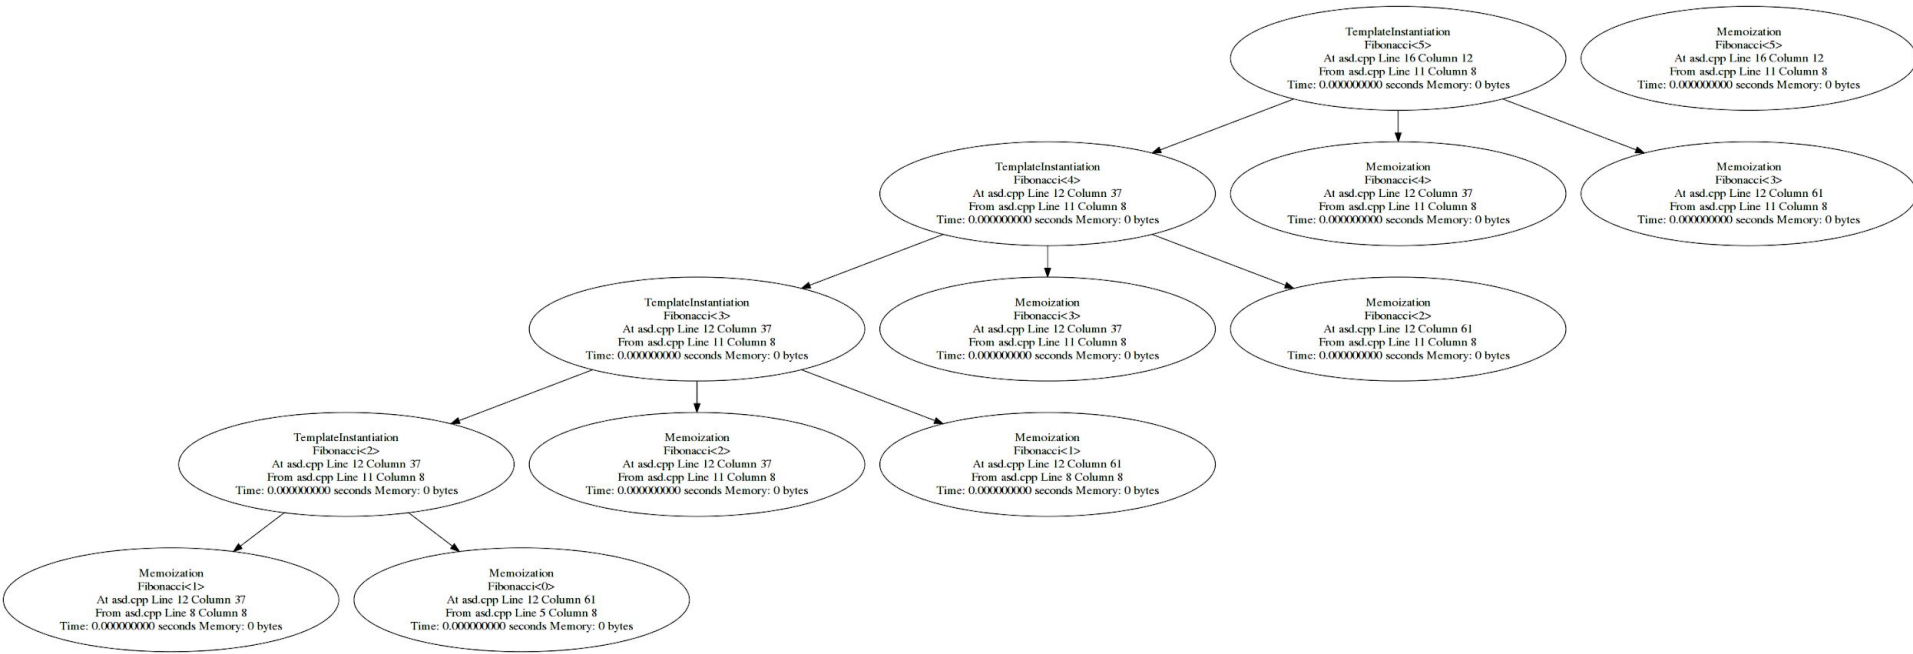 TemplateInstantiation
Fibonacci<5>
At asd.cpp Line 16 Column 12
From asd.cpp Line 11 Column 8
Time: 0.000000000 seconds Memory: 0 bytes
Memoization
Fibonacci<5>
At asd.cpp Line 16 Column 12
From asd.cpp Line 11 Column 8
Time: 0.000000000 seconds Memory: 0 bytes
TemplateInstantiation
Fibonacci<4>
At asd.cpp Line 12 Column 37
From asd.cpp Line 11 Column 8
Time: 0.000000000 seconds Memory: 0 bytes
Memoization
Fibonacci<4>
At asd.cpp Line 12 Column 37
From asd.cpp Line 11 Column 8
Time: 0.000000000 seconds Memory: 0 bytes
Memoization
Fibonacci<3>
At asd.cpp Line 12 Column 61
From asd.cpp Line 11 Column 8
Time: 0.000000000 seconds Memory: 0 bytes
TemplateInstantiation
Fibonacci<3>
At asd.cpp Line 12 Column 37
From asd.cpp Line 11 Column 8
Time: 0.000000000 seconds Memory: 0 bytes
Memoization
Fibonacci<3>
At asd.cpp Line 12 Column 37
From asd.cpp Line 11 Column 8
Time: 0.000000000 seconds Memory: 0 bytes
Memoization
Fibonacci<2>
At asd.cpp Line 12 Column 61
From asd.cpp Line 11 Column 8
Time: 0.000000000 seconds Memory: 0 bytes
TemplateInstantiation
Fibonacci<2>
At asd.cpp Line 12 Column 37
From asd.cpp Line 11 Column 8
Time: 0.000000000 seconds Memory: 0 bytes
Memoization
Fibonacci<2>
At asd.cpp Line 12 Column 37
From asd.cpp Line 11 Column 8
Time: 0.000000000 seconds Memory: 0 bytes
Memoization
Fibonacci<1>
At asd.cpp Line 12 Column 61
From asd.cpp Line 8 Column 8
Time: 0.000000000 seconds Memory: 0 bytes
Memoization
Fibonacci<1>
At asd.cpp Line 12 Column 37
From asd.cpp Line 8 Column 8
Time: 0.000000000 seconds Memory: 0 bytes
Memoization
Fibonacci<0>
At asd.cpp Line 12 Column 61
From asd.cpp Line 5 Column 8
Time: 0.000000000 seconds Memory: 0 bytes